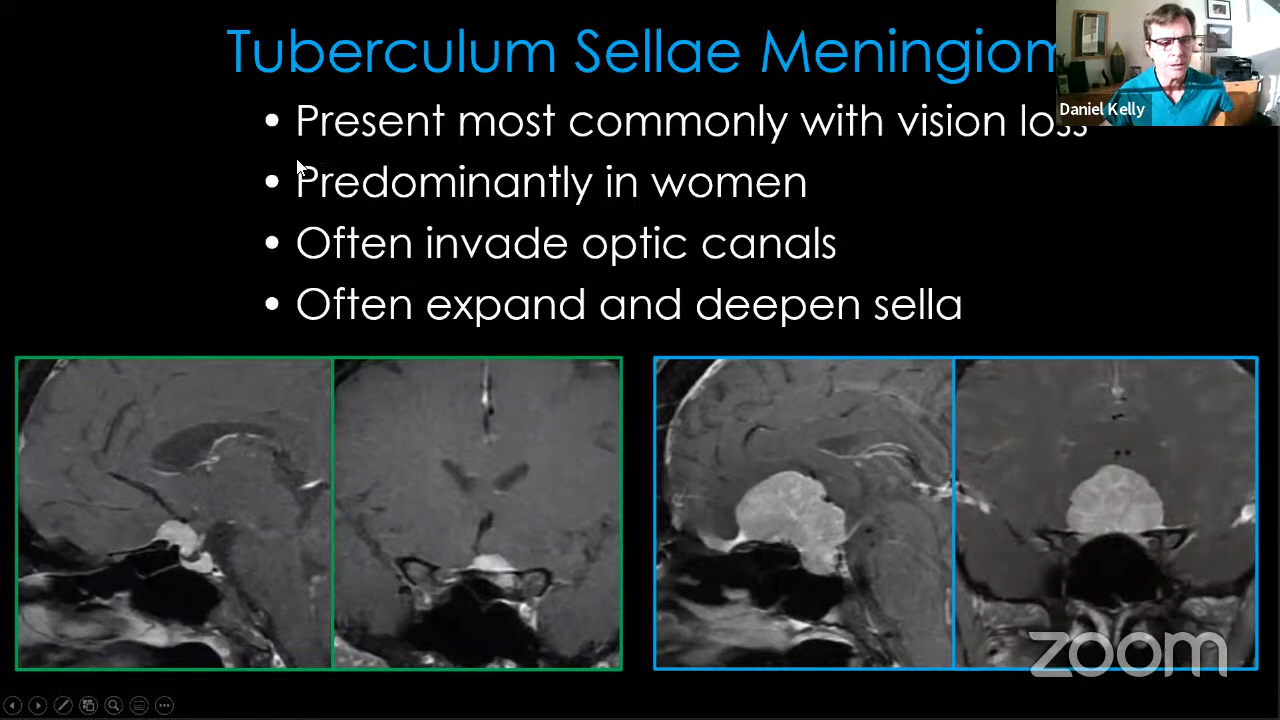 Tuberculum Sellae Meningiom
Daniel Kelly
• Present most commonly with vision loss
• Predominantly in women
• Often invade optic canals
• Often expand and deepen sella
zoom